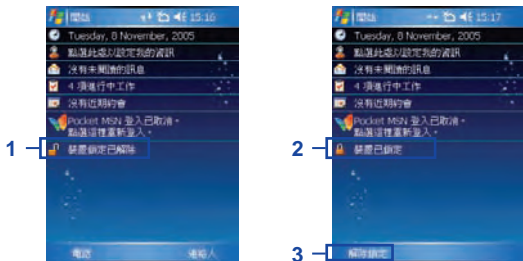 開始 15:16
Tuesday, 8 November, 2005
點選此處以設定我的資訊
沒有未閱讀的訊息
4 項進行中工作
沒有近期約會
Pocket MSN 登入已取消。
點選這裡重新登入。
1 裝置鎖定已解除
電話 連絡人
開始 15:17
Tuesday, 8 November, 2005
點選此處以設定我的資訊
沒有未閱讀的訊息
4 項進行中工作
沒有近期約會
Pocket MSN 登入已取消。
點選這裡重新登入。
2 裝置已鎖定
3 解除鎖定